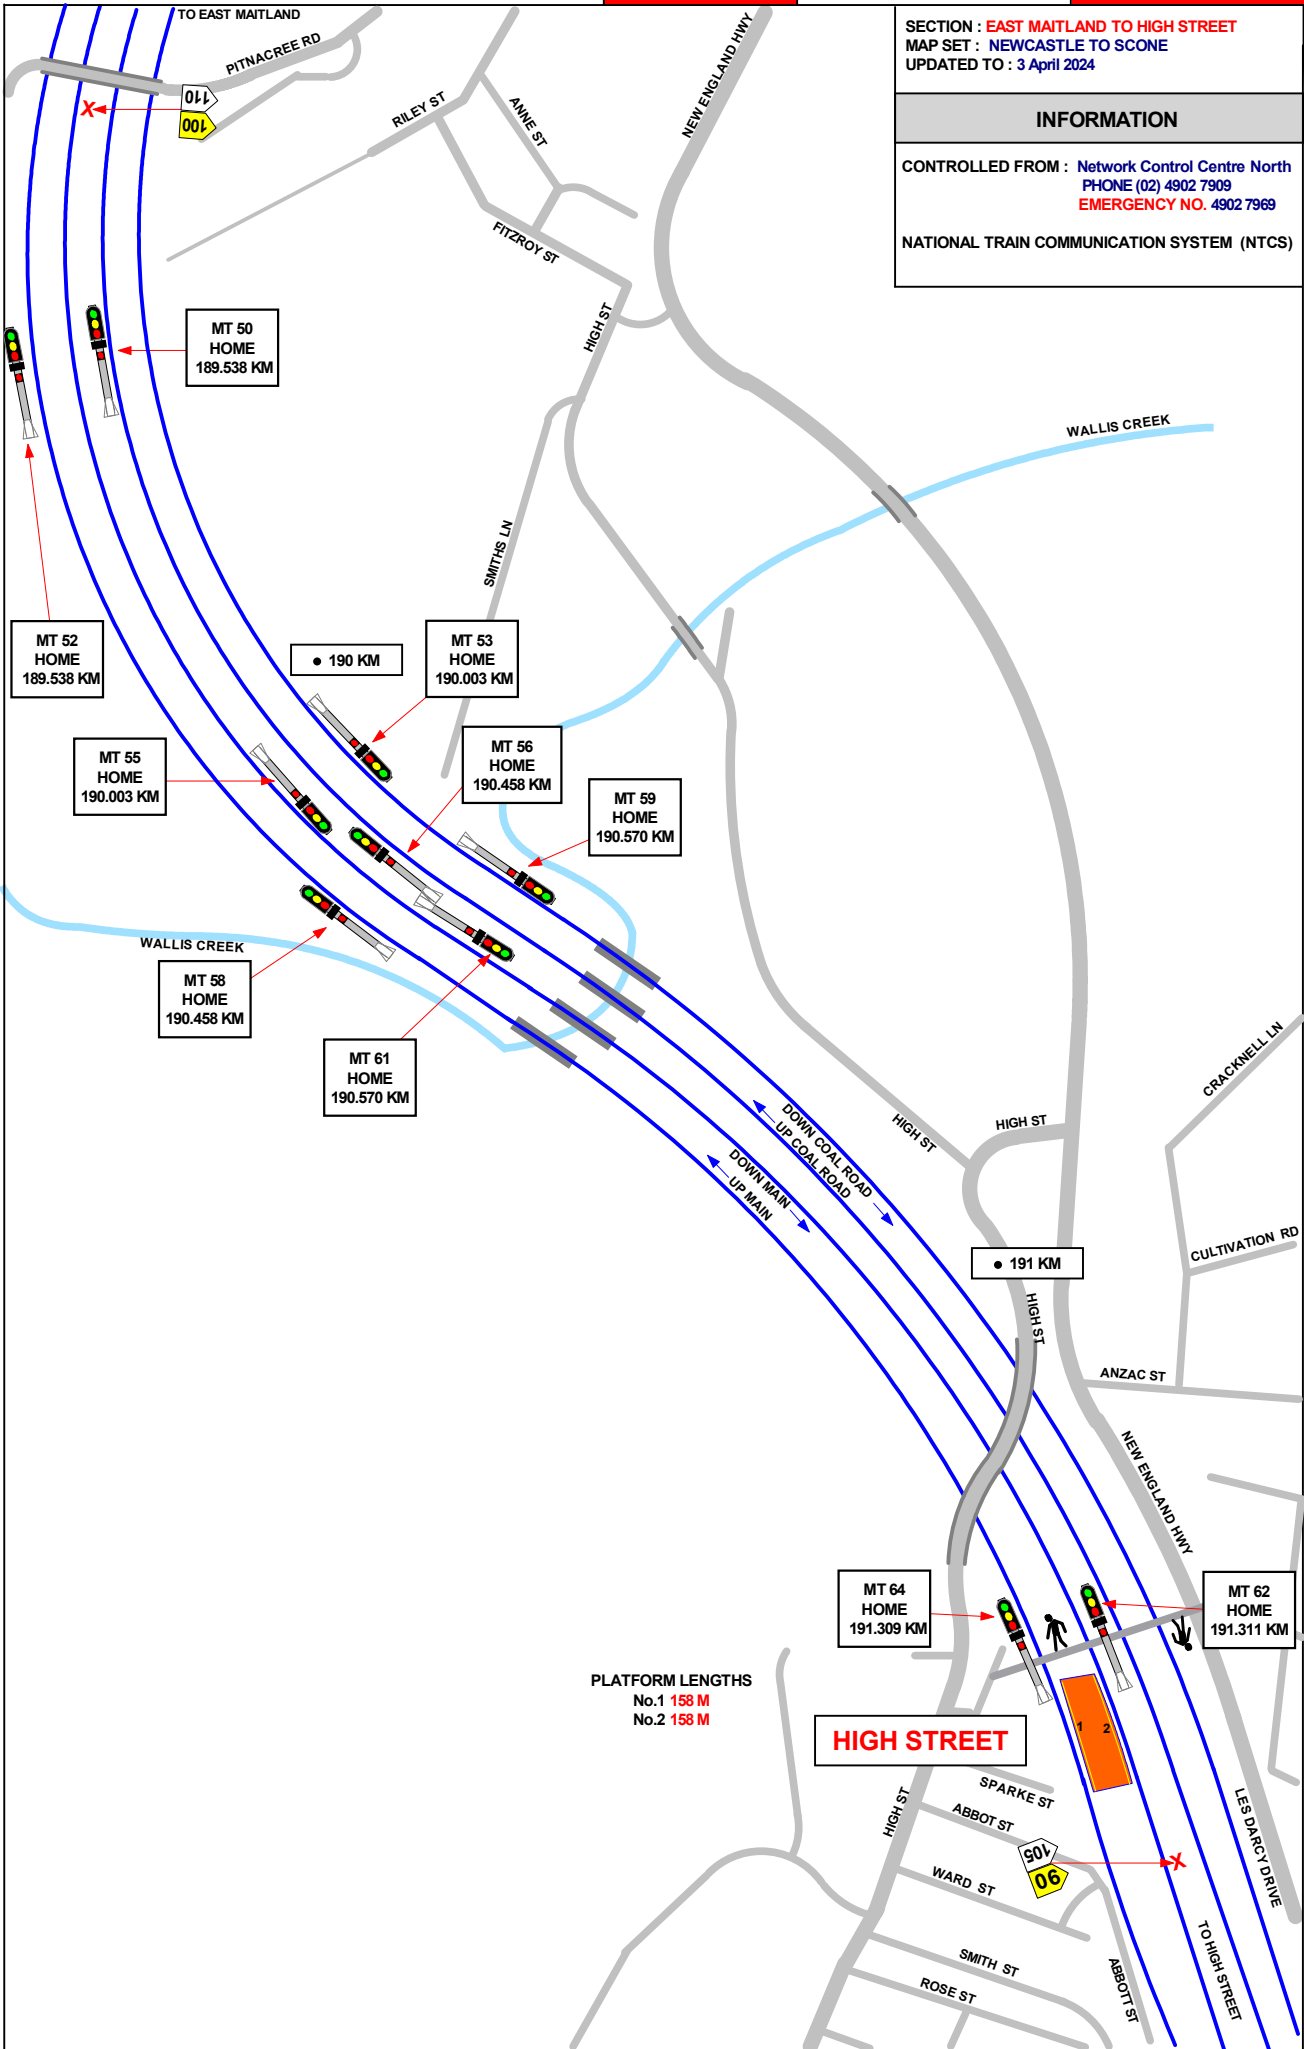 TO EAST MAITLAND
PITNACREE RD
110
X
100
RILEY ST
ANNE ST
NEW ENGLAND HWY
SECTION : EAST MAITLAND TO HIGH STREET
MAP SET : NEWCASTLE TO SCONE
UPDATED TO : 3 April 2024
INFORMATION
CONTROLLED FROM : Network Control Centre North
PHONE (02) 4902 7909
EMERGENCY NO. 4902 7969
NATIONAL TRAIN COMMUNICATION SYSTEM (NTCS)
FITZROY ST
HIGH ST
MT 50
HOME
189.538 KM
WALLIS CREEK
SMITHS LN
MT 52
HOME
189.538 KM
190 KM
MT 53
HOME
190.003 KM
MT 55
HOME
190.003 KM
MT 56
HOME
190.458 KM
MT 59
HOME
190.570 KM
WALLIS CREEK
MT 58
HOME
190.458 KM
MT 61
HOME
190.570 KM
CRACKNELL LN
HIGH ST
HIGH ST
DOWN COAL ROAD
UP COAL ROAD
DOWN MAIN
UP MAIN
CULTIVATION RD
191 KM
HIGH ST
ANZAC ST
NEW ENGLAND HWY
MT 64
HOME
191.309 KM
MT 62
HOME
191.311 KM
PLATFORM LENGTHS
No.1 158 M
No.2 158 M
1 2
HIGH STREET
SPARKE ST
ABBOT ST
HIGH ST
LES DARCY DRIVE
105
X
90
WARD ST
TO HIGH STREET
SMITH ST
ABBOTT ST
ROSE ST